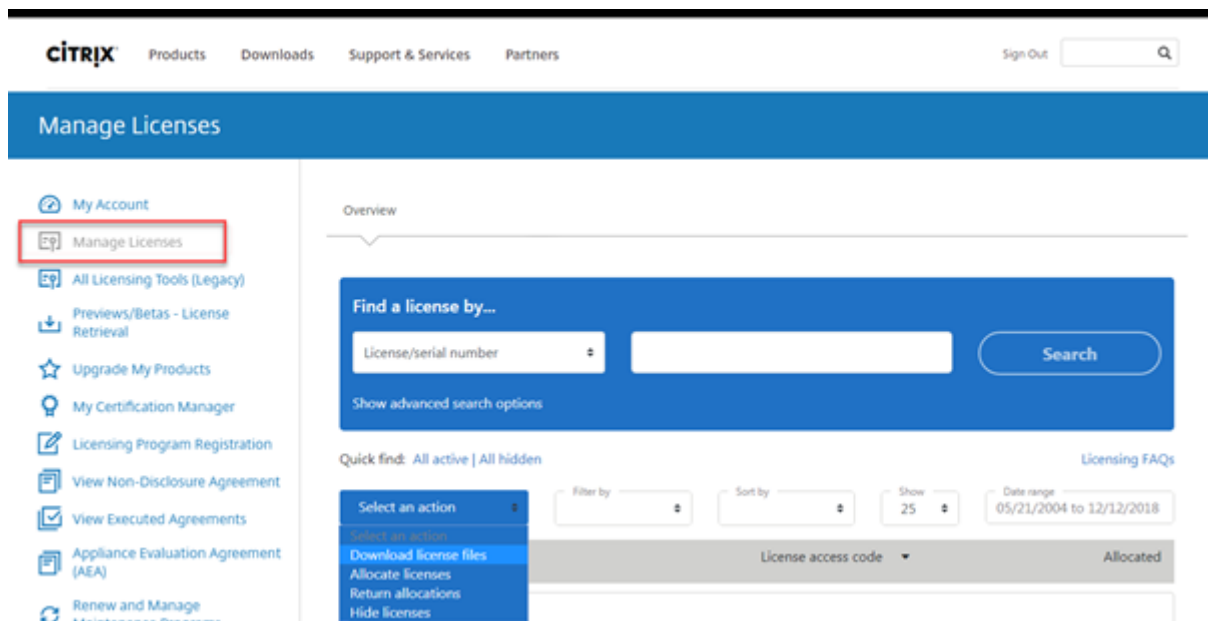 CİTRIX Products Downloads Support & Services Partners Sign Out
Manage Licenses
My Account
Manage Licenses
All Licensing Tools (Legacy)
Previews/Betas - License
Retrieval
Upgrade My Products
My Certification Manager
Licensing Program Registration
View Non-Disclosure Agreement
View Executed Agreements
Appliance Evaluation Agreement
(AEA)
Renew and Manage
Maintenance Programs
Overview
Find a license by...
License/serial number
Search
Show advanced search options
Quick find: All active | All hidden
Licensing FAQs
Select an action
Filter by
Sort by
Show
25
Date range
05/21/2004 to 12/12/2018
Select an action
Download license files
Allocate licenses
Return allocations
Hide licenses
License access code
Allocated